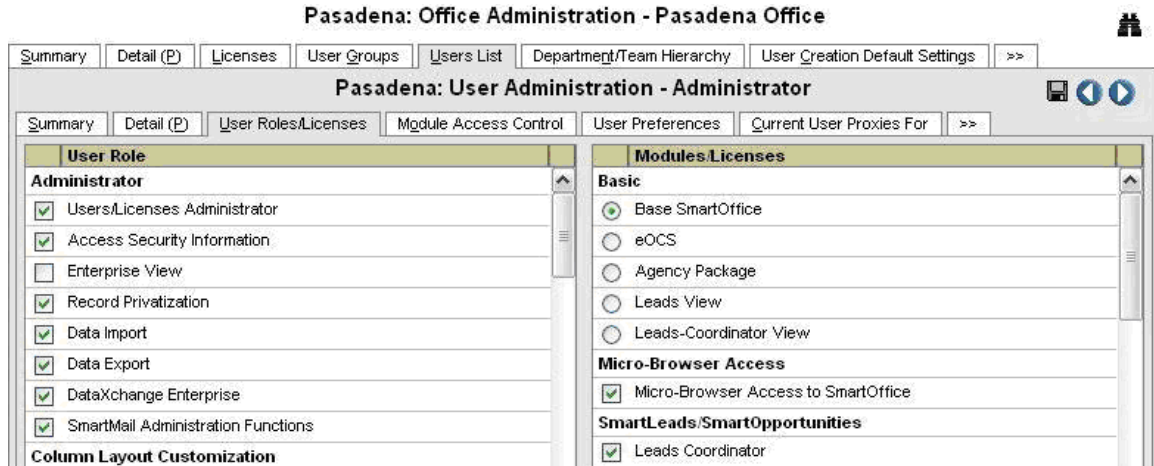 Pasadena: Office Administration - Pasadena Office
Summary Detail (P) Licenses User Groups Users List Department/Team Hierarchy User Creation Default Settings >>
Pasadena: User Administration - Administrator
Summary Detail (P) User Roles/Licenses Module Access Control User Preferences Current User Proxies For >>
User Role
Administrator
Users/Licenses Administrator
Access Security Information
Enterprise View
Record Privatization
Data Import
Data Export
DataXchange Enterprise
SmartMail Administration Functions
Column Layout Customization
Modules/Licenses
Basic
Base SmartOffice
eOCS
Agency Package
Leads View
Leads-Coordinator View
Micro-Browser Access
Micro-Browser Access to SmartOffice
SmartLeads/SmartOpportunities
Leads Coordinator